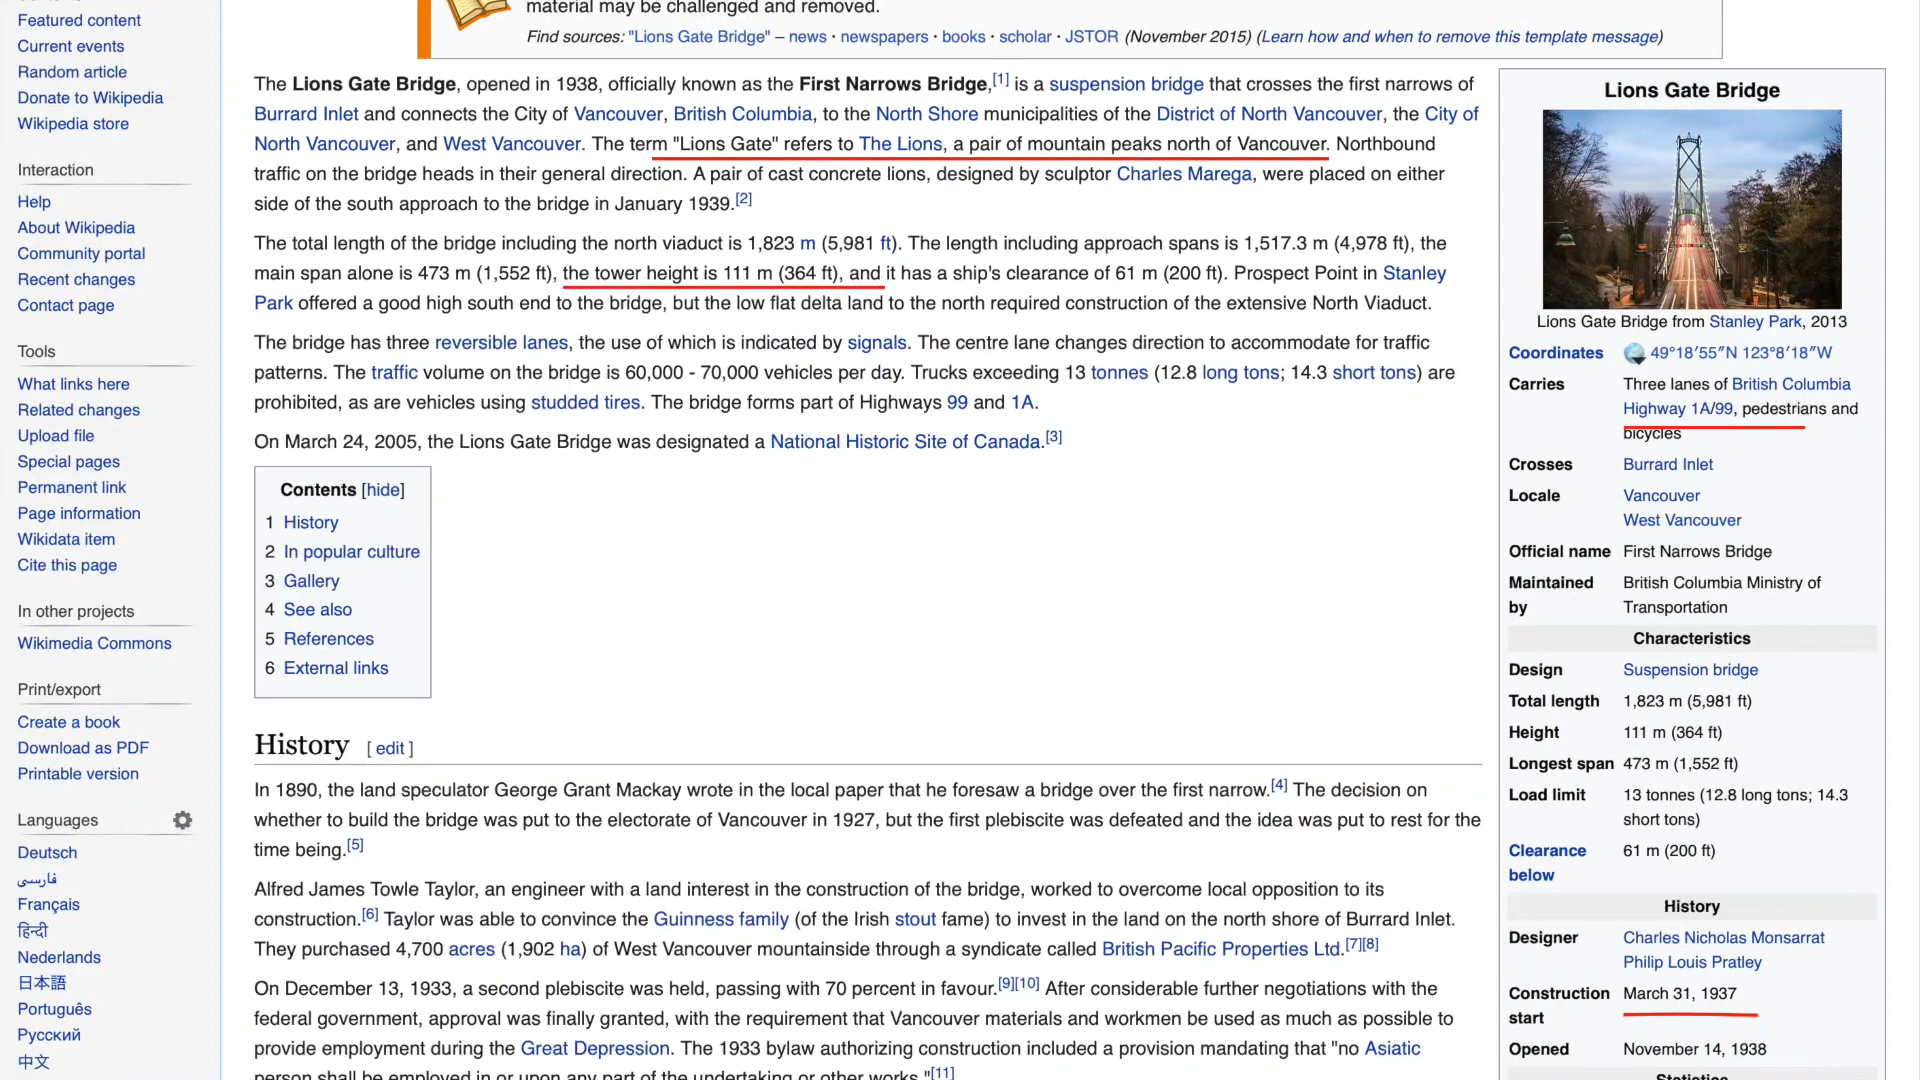 Featured content
Current events
Random article
Donate to Wikipedia
Wikipedia store
Interaction
Help
About Wikipedia
Community portal
Recent changes
Contact page
Tools
What links here
Related changes
Upload file
Special pages
Permanent link
Page information
Wikidata item
Cite this page
In other projects
Wikimedia Commons
Print/export
Create a book
Download as PDF
Printable version
Languages
Deutsch
فارسی
Français
हिन्दी
Nederlands
日本語
Português
Русский
中文
material may be challenged and removed.
Find sources: "Lions Gate Bridge" – news · newspapers · books · scholar · JSTOR (November 2015) (Learn how and when to remove this template message)
The Lions Gate Bridge, opened in 1938, officially known as the First Narrows Bridge,[1] is a suspension bridge that crosses the first narrows of
Burrard Inlet and connects the City of Vancouver, British Columbia, to the North Shore municipalities of the District of North Vancouver, the City of
North Vancouver, and West Vancouver. The term "Lions Gate" refers to The Lions, a pair of mountain peaks north of Vancouver. Northbound
traffic on the bridge heads in their general direction. A pair of cast concrete lions, designed by sculptor Charles Marega, were placed on either
side of the south approach to the bridge in January 1939.[2]
The total length of the bridge including the north viaduct is 1,823 m (5,981 ft). The length including approach spans is 1,517.3 m (4,978 ft), the
main span alone is 473 m (1,552 ft), the tower height is 111 m (364 ft), and it has a ship's clearance of 61 m (200 ft). Prospect Point in Stanley
Park offered a good high south end to the bridge, but the low flat delta land to the north required construction of the extensive North Viaduct.
The bridge has three reversible lanes, the use of which is indicated by signals. The centre lane changes direction to accommodate for traffic
patterns. The traffic volume on the bridge is 60,000 - 70,000 vehicles per day. Trucks exceeding 13 tonnes (12.8 long tons; 14.3 short tons) are
prohibited, as are vehicles using studded tires. The bridge forms part of Highways 99 and 1A.
On March 24, 2005, the Lions Gate Bridge was designated a National Historic Site of Canada.[3]
Contents [hide]
1 History
2 In popular culture
3 Gallery
4 See also
5 References
6 External links
History [ edit ]
In 1890, the land speculator George Grant Mackay wrote in the local paper that he foresaw a bridge over the first narrow.[4] The decision on
whether to build the bridge was put to the electorate of Vancouver in 1927, but the first plebiscite was defeated and the idea was put to rest for the
time being.[5]
Alfred James Towle Taylor, an engineer with a land interest in the construction of the bridge, worked to overcome local opposition to its
construction.[6] Taylor was able to convince the Guinness family (of the Irish stout fame) to invest in the land on the north shore of Burrard Inlet.
They purchased 4,700 acres (1,902 ha) of West Vancouver mountainside through a syndicate called British Pacific Properties Ltd.[7][8]
On December 13, 1933, a second plebiscite was held, passing with 70 percent in favour.[9][10] After considerable further negotiations with the
federal government, approval was finally granted, with the requirement that Vancouver materials and workmen be used as much as possible to
provide employment during the Great Depression. The 1933 bylaw authorizing construction included a provision mandating that "no Asiatic
person shall be employed in or upon any part of the undertaking or other works."[11]
Lions Gate Bridge
Lions Gate Bridge from Stanley Park, 2013
Coordinates 49°18′55″N 123°8′18″W
Carries Three lanes of British Columbia
Highway 1A/99, pedestrians and
bicycles
Crosses Burrard Inlet
Locale Vancouver
West Vancouver
Official name First Narrows Bridge
Maintained British Columbia Ministry of
by Transportation
Characteristics
Design Suspension bridge
Total length 1,823 m (5,981 ft)
Height 111 m (364 ft)
Longest span 473 m (1,552 ft)
Load limit 13 tonnes (12.8 long tons; 14.3
short tons)
Clearance 61 m (200 ft)
below
History
Designer Charles Nicholas Monsarrat
Philip Louis Pratley
Construction March 31, 1937
start
Opened November 14, 1938
Statistics